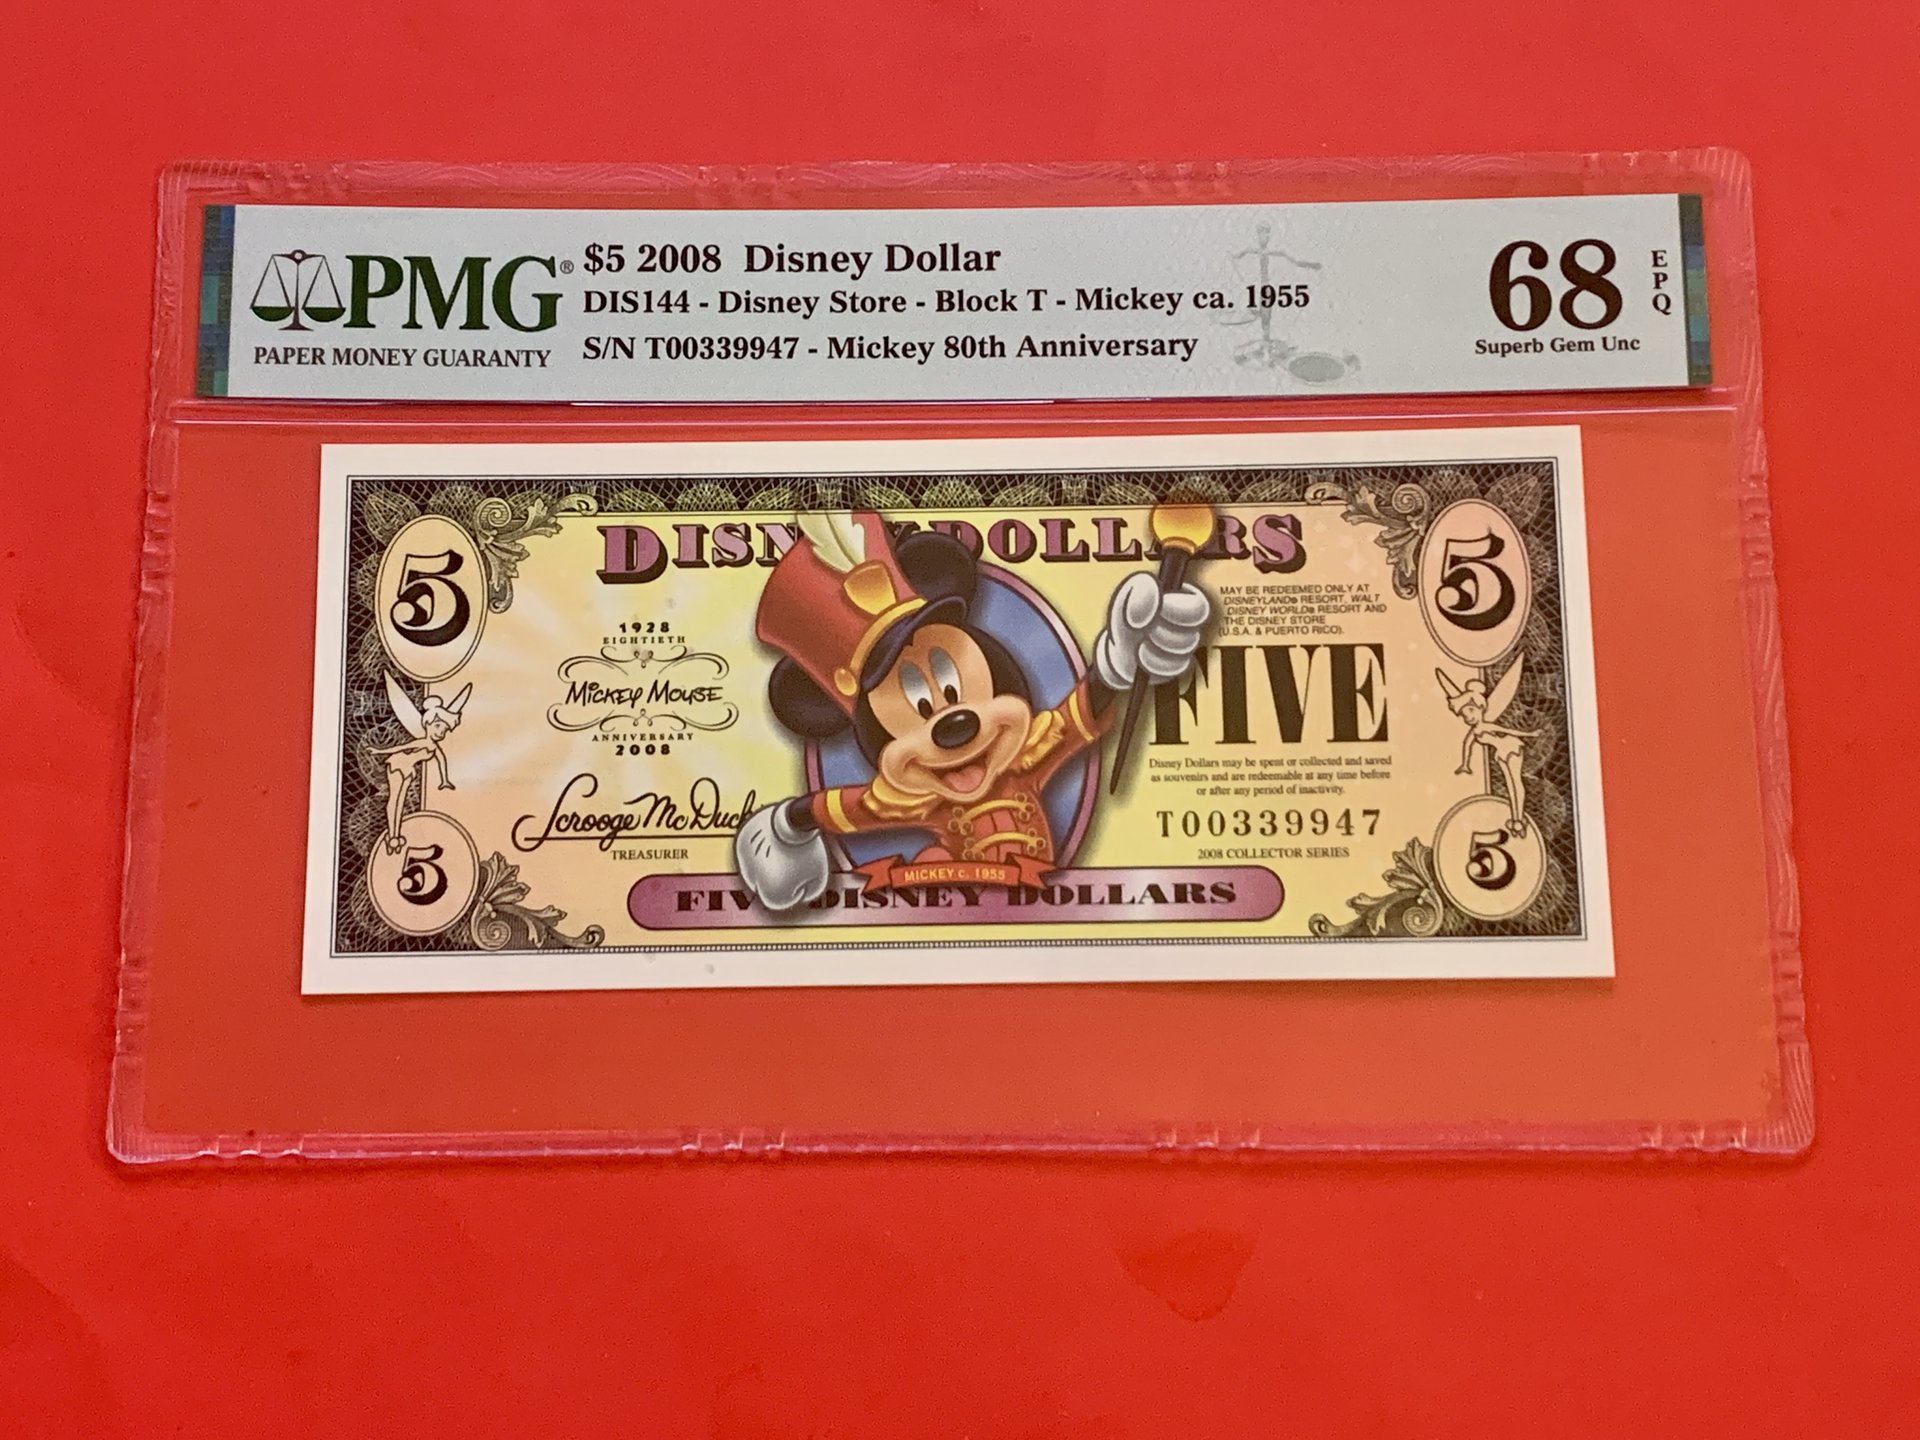 PMG®
PAPER MONEY GUARANTY
$5 2008 Disney Dollar
DIS144 - Disney Store - Block T - Mickey ca. 1955
S/N T00339947 - Mickey 80th Anniversary
68
EPQ
Superb Gem Unc
5
5
DISN Y DOLLARS
MAY BE REDEEMED ONLY AT
DISNEYLAND® RESORT, WALT
DISNEY WORLD® RESORT AND
THE DISNEY STORE
(U.S.A. & PUERTO RICO).
1928
EIGHTIETH
MICKEY MOUSE
ANNIVERSARY
2008
FIVE
Disney Dollars may be spent or collected and saved
as souvenirs and are redeemable at any time before
or after any period of inactivity.
Scrooge McDuck
TREASURER
T00339947
2008 COLLECTOR SERIES
5
5
MICKEY c. 1955
FIV DISNEY DOLLARS